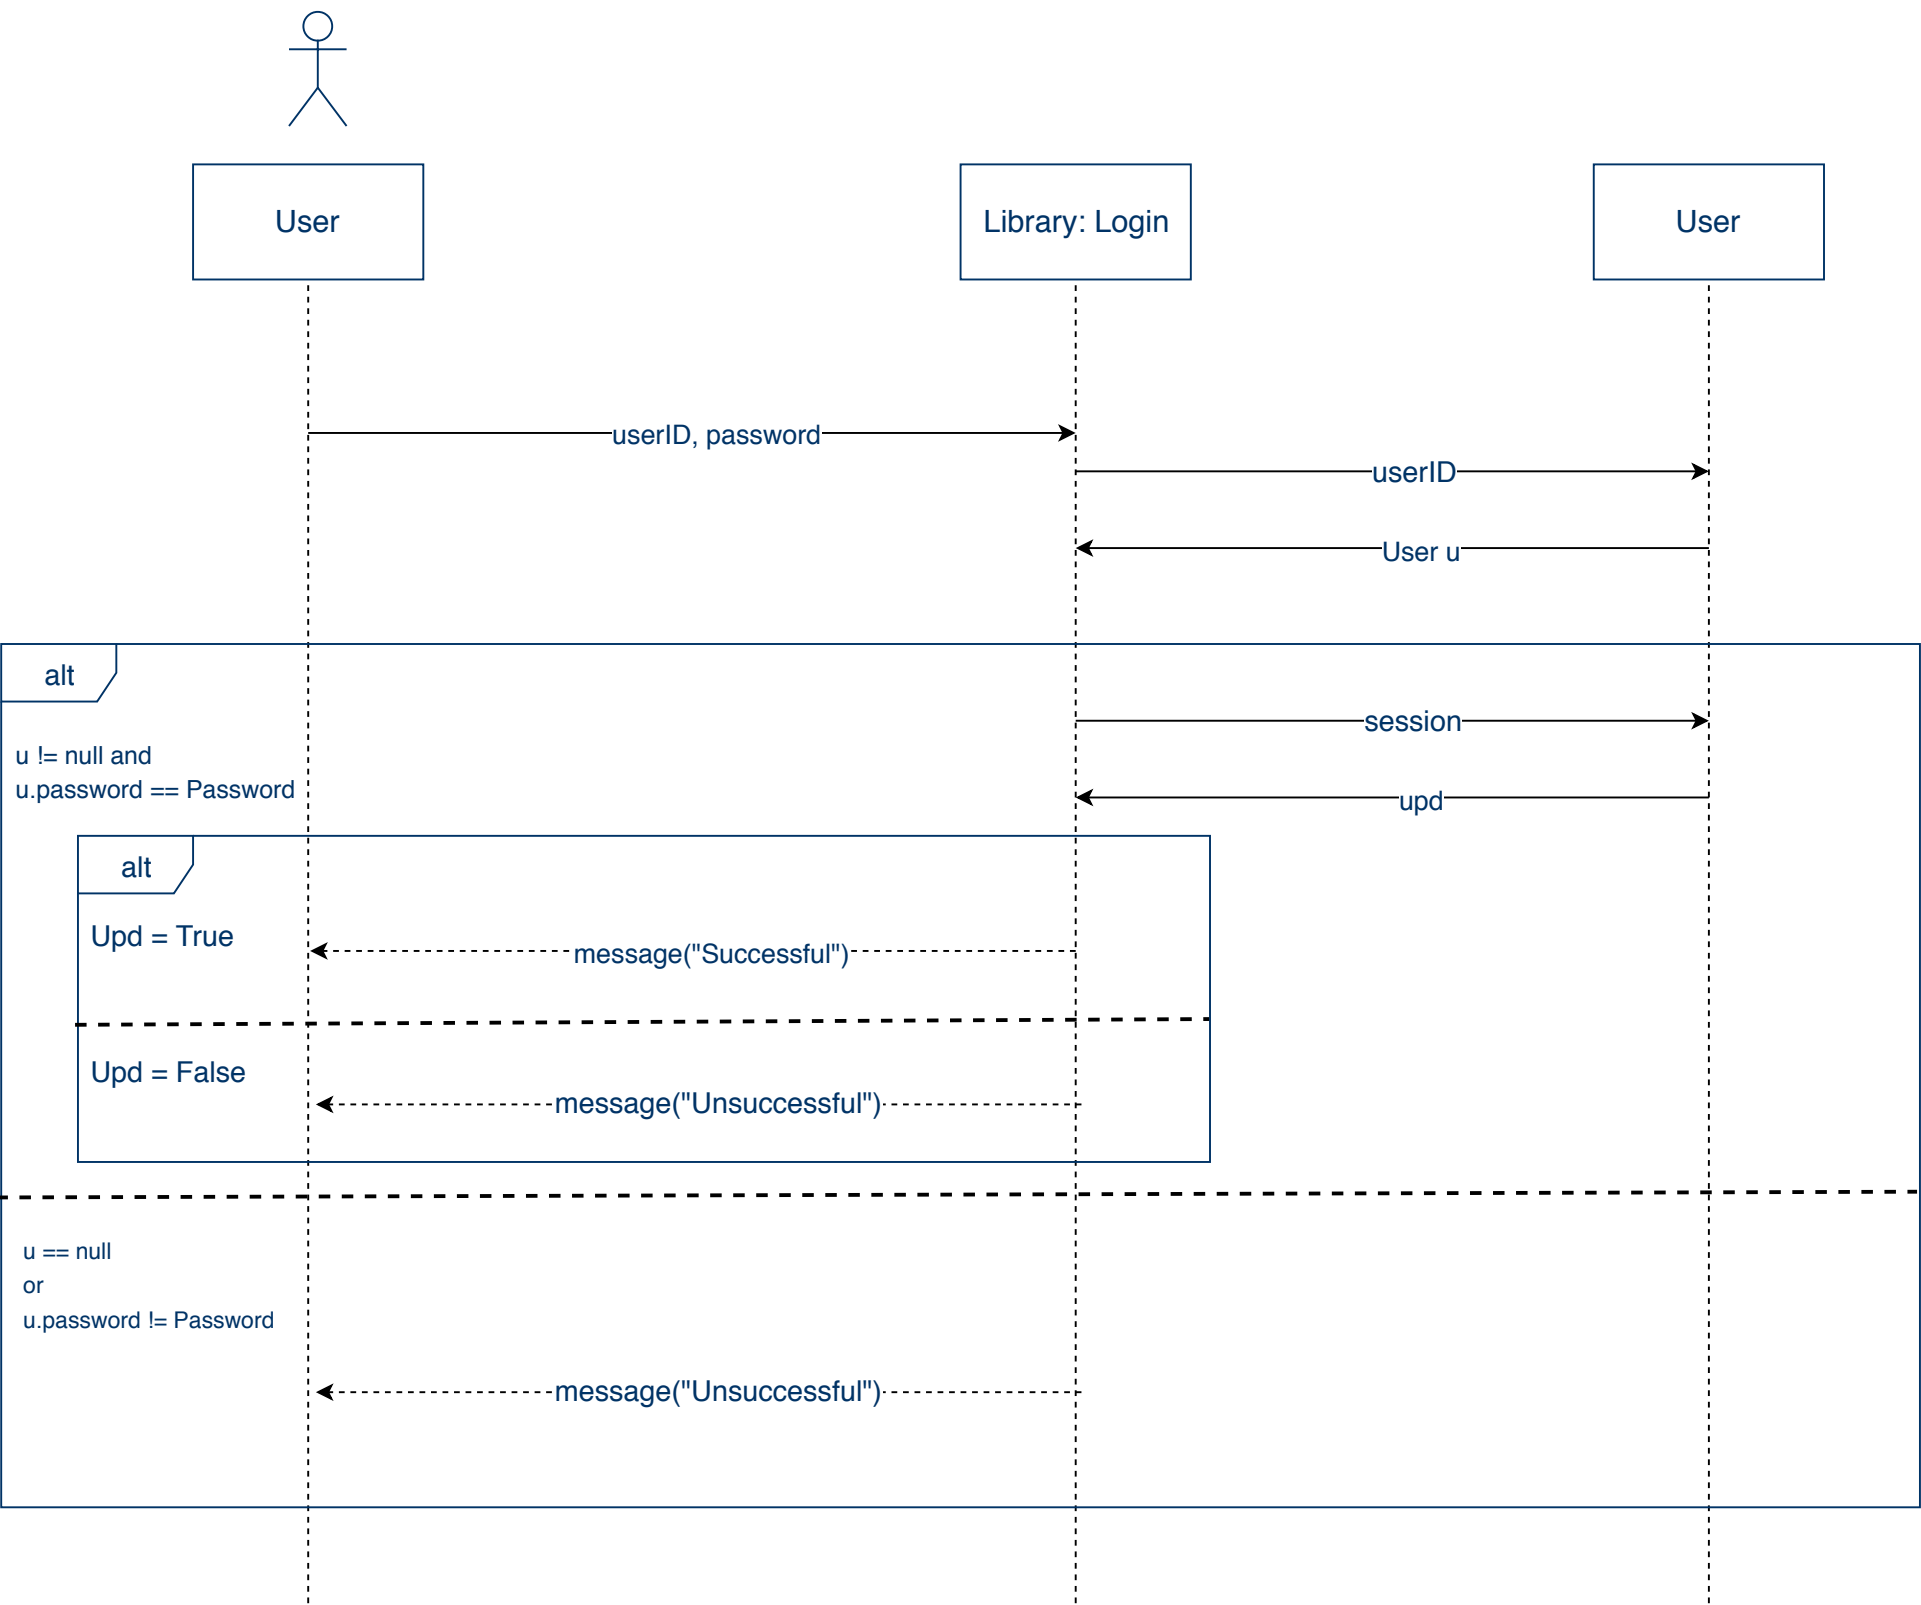 User
Library: Login
User
userID, password
userID
User u
alt
session
u != null and
u.password == Password
upd
alt
Upd = True
message("Successful")
Upd = False
message("Unsuccessful")
u == null
or
u.password != Password
message("Unsuccessful")